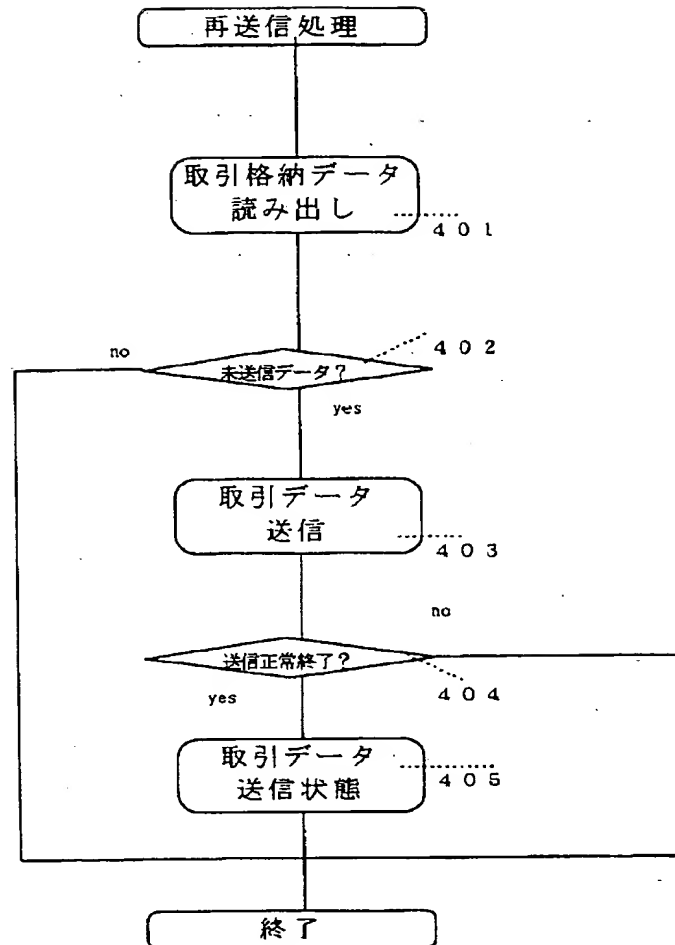 再送信処理
取引格納データ
読み出し
401
402
no
未送信データ?
yes
取引データ
送信
403
no
送信正常終了?
404
yes
取引データ
送信状態
405
終了